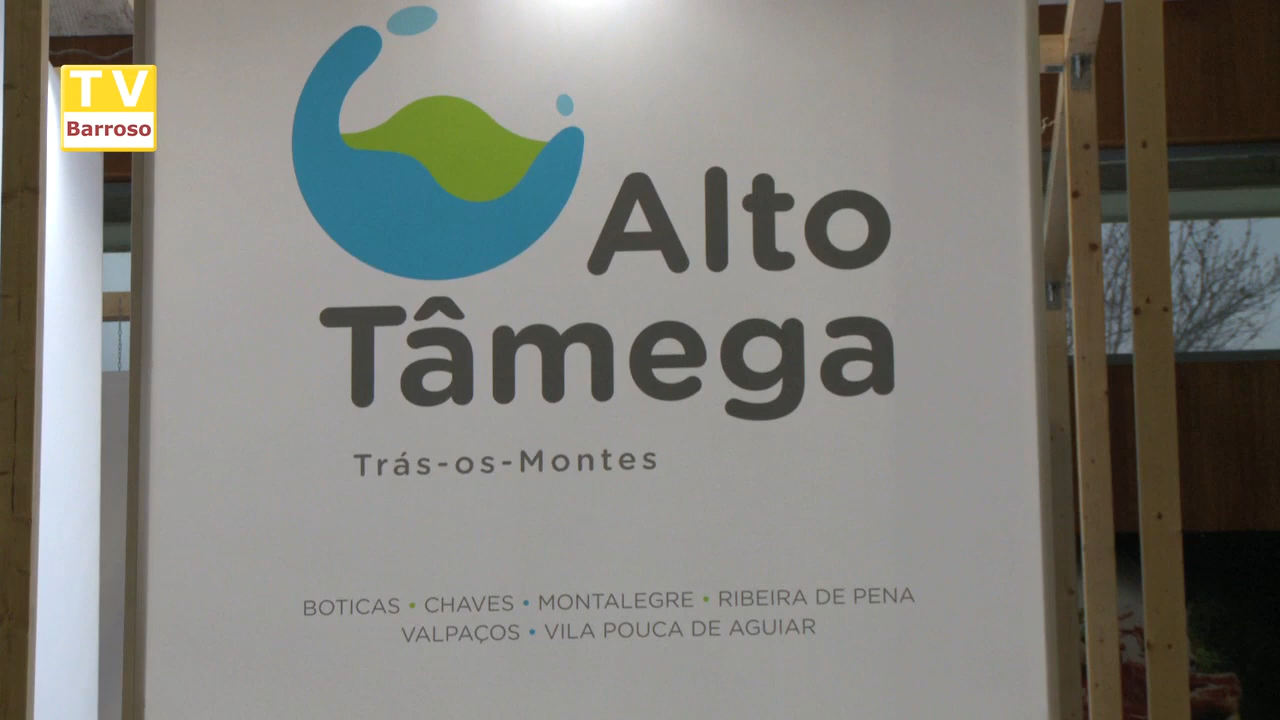 TV
Barroso
Alto
Tâmega
Trás-os-Montes
BOTICAS • CHAVES • MONTALEGRE • RIBEIRA DE PENA
VALPAÇOS • VILA POUCA DE AGUIAR